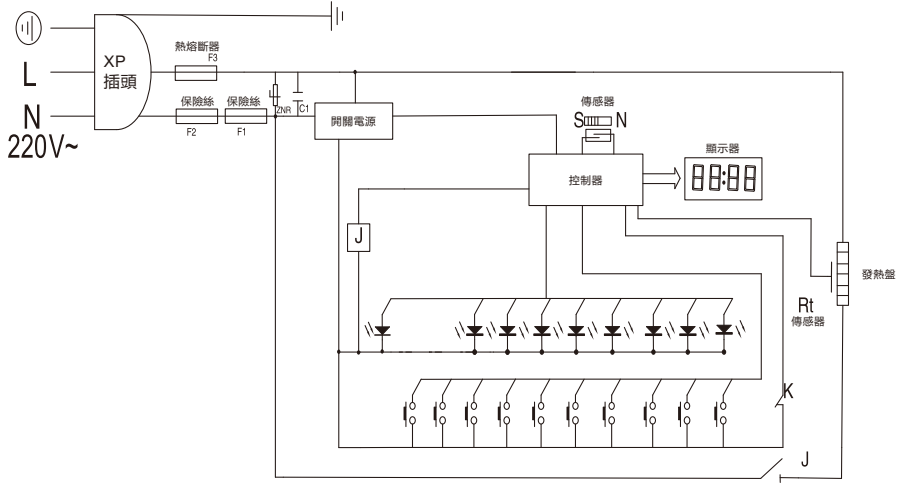 XP
插頭
L
N
220V~
熱熔斷器
F3
保險絲
保險絲
F2
F1
ZNR
C1
開關電源
傳感器
S
N
控制器
顯示器
88:88
J
發熱盤
Rt
傳感器
K
J